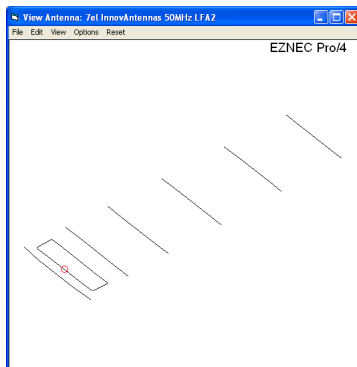 View Antenna: 7el InnovAntennas 50MHz LFA2
File Edit View Options Reset
EZNEC Pro/4